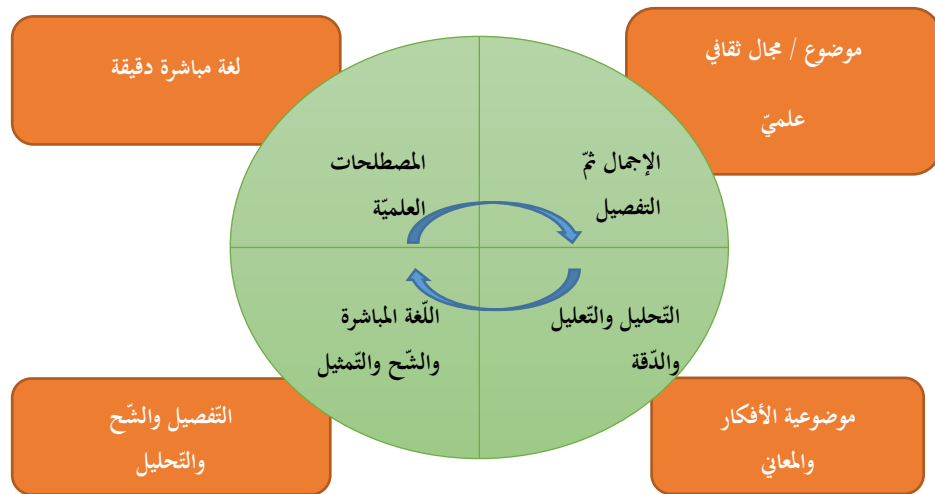 موضوع / مجال ثقافي
علميّ
لغة مباشرة دقيقة
الإجمال ثمّ
التفصيل
المصطلحات
العلميّة
التّحليل والتّعليل
والدّقة
اللّغة المباشرة
والشّح والتّمثيل
موضوعية الأفكار
والمعاني
التّفصيل والشّح
والتّحليل